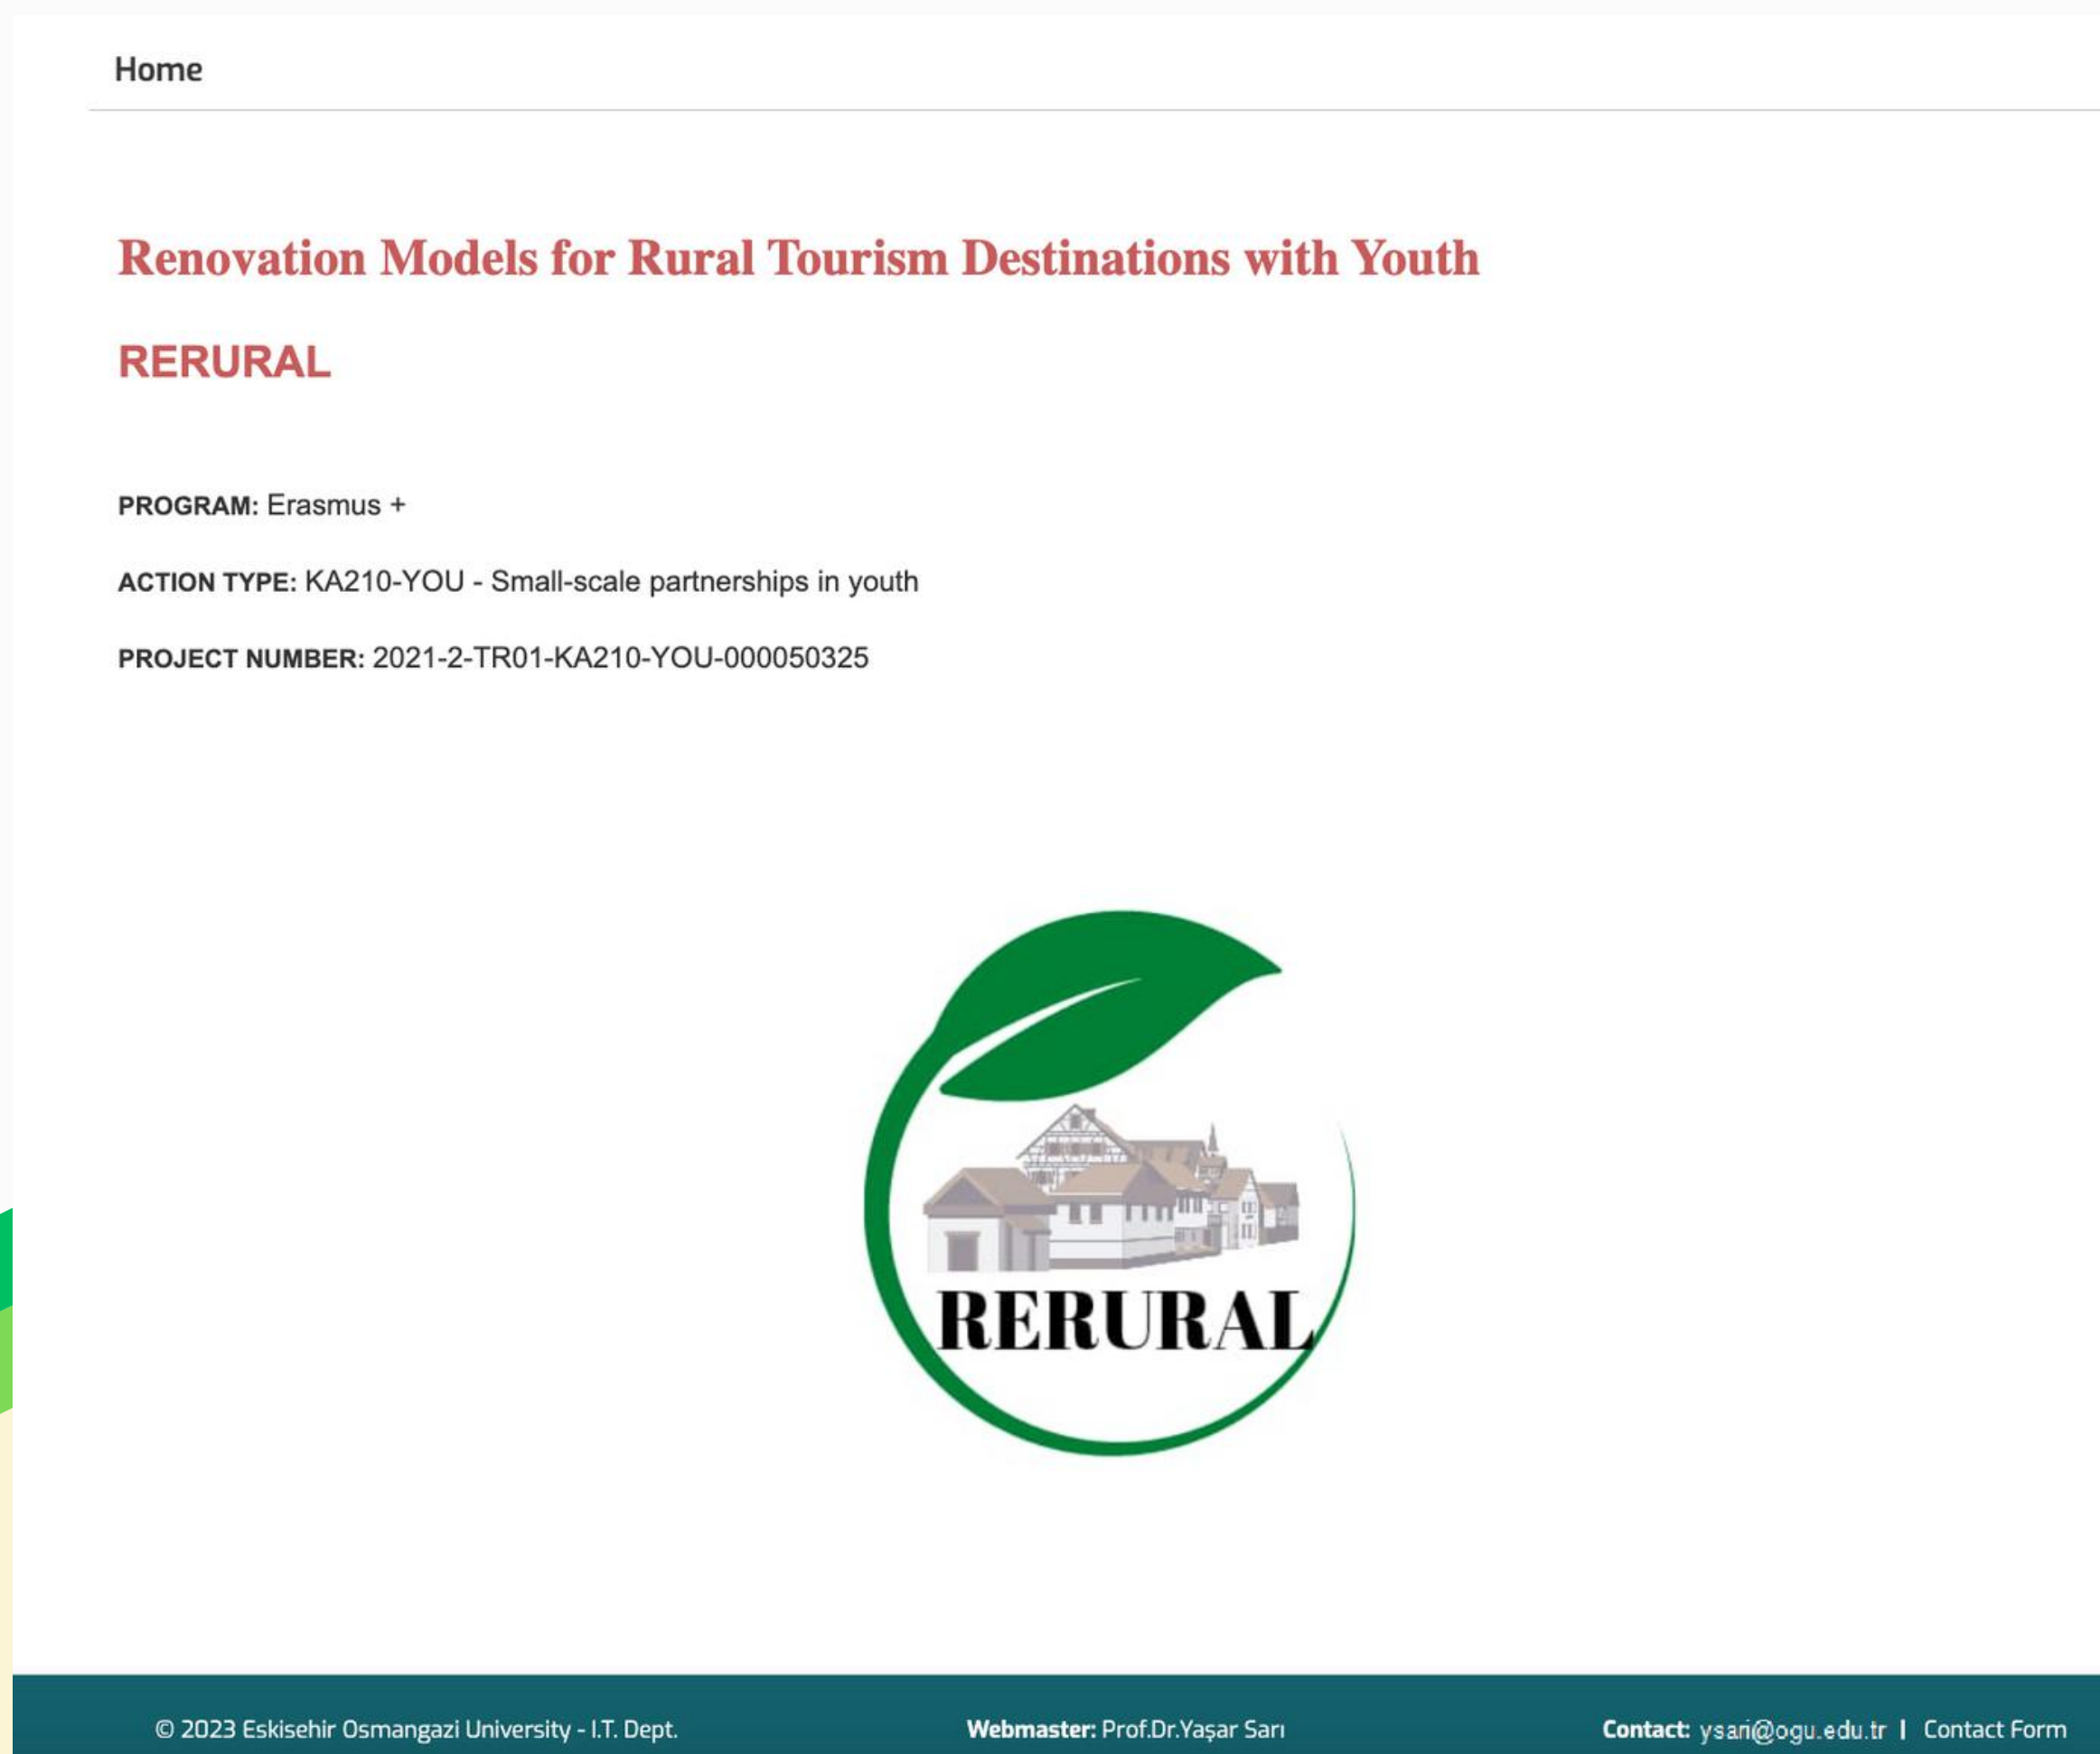 Home
Renovation Models for Rural Tourism Destinations with Youth
RERURAL
PROGRAM: Erasmus +
ACTION TYPE: KA210-YOU - Small-scale partnerships in youth
PROJECT NUMBER: 2021-2-TR01-KA210-YOU-000050325
RERURAL
© 2023 Eskisehir Osmangazi University - I.T. Dept. Webmaster: Prof.Dr.Yaşar Sarı Contact: ysari@ogu.edu.tr | Contact Form